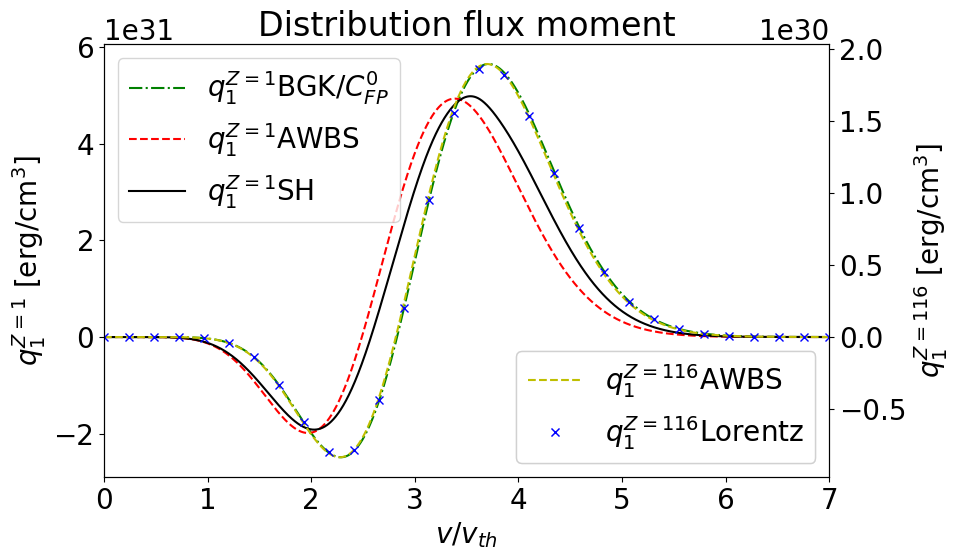 Distribution flux moment
1e31
1e30
6
4
2
0
−2
q_1^{Z=1} [erg/cm^3]
q_1^{Z=1}BGK/C_{FP}^0
q_1^{Z=1}AWBS
q_1^{Z=1}SH
q_1^{Z=116}AWBS
q_1^{Z=116}Lorentz
2.0
1.5
1.0
0.5
0.0
−0.5
q_1^{Z=116} [erg/cm^3]
0 1 2 3 4 5 6 7
v/v_{th}